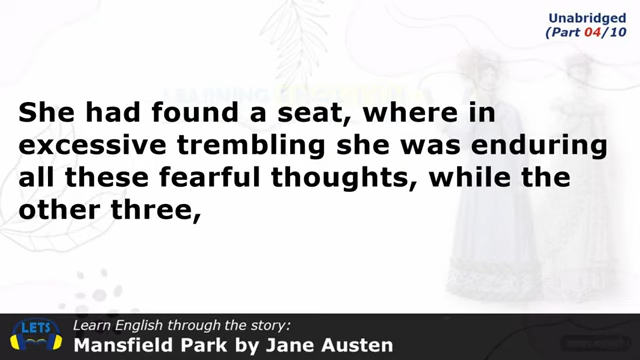 Unabridged
(Part 04/10
She had found a seat, where in
excessive trembling she was enduring
all these fearful thoughts, while the
other three,
LETS
Learn English through the story:
Mansfield Park by Jane Austen